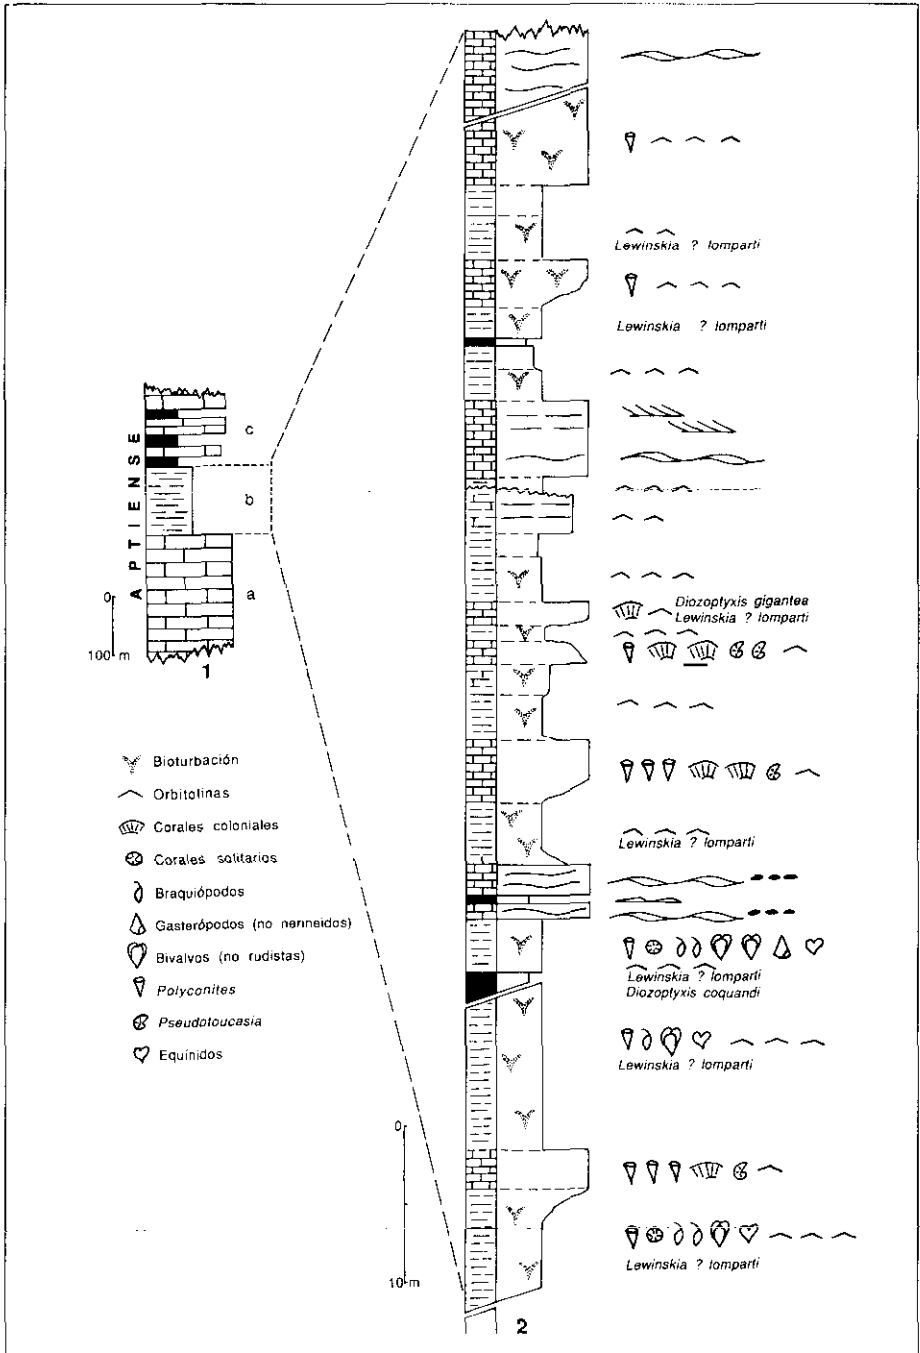 Lewinskia ? lomparti
Lewinskia ? lomparti
APTIENSE
c
b
a
0
100 m
1
Diozoptyxis gigantea
Lewinskia ? lomparti
Bioturbación
Orbitolinas
Corales coloniales
Corales solitarios
Braquiópodos
Gasterópodos (no nerineidos)
Bivalvos (no rudistas)
Polyconites
Pseudotoucasia
Equínidos
Lewinskia ? lomparti
Lewinskia ? lomparti
Diozoptyxis coquandi
Lewinskia ? lomparti
0
10 m
Lewinskia ? lomparti
2